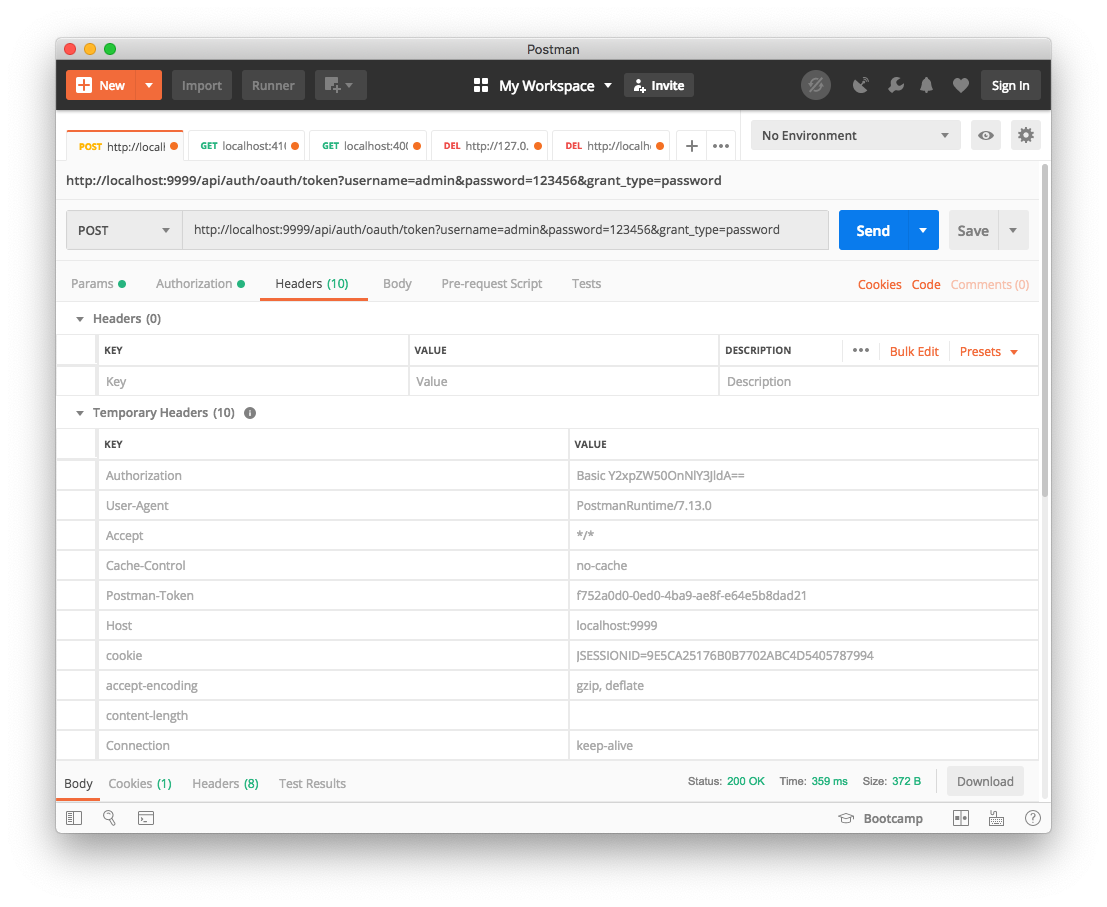 Postman
New
Import
Runner
My Workspace
Invite
Sign In
POST http://locall
GET localhost:410
GET localhost:400
DEL http://127.0.
DEL http://localh
No Environment
http://localhost:9999/api/auth/oauth/token?username=admin&password=123456&grant_type=password
POST http://localhost:9999/api/auth/oauth/token?username=admin&password=123456&grant_type=password Send Save
Params Authorization Headers (10) Body Pre-request Script Tests Cookies Code Comments (0)
Headers (0)
KEY VALUE DESCRIPTION ••• Bulk Edit Presets
Key Value Description
Temporary Headers (10)
KEY VALUE
Authorization Basic Y2xpZW50OnNlY3JldA==
User-Agent PostmanRuntime/7.13.0
Accept */*
Cache-Control no-cache
Postman-Token f752a0d0-0ed0-4ba9-ae8f-e64e5b8dad21
Host localhost:9999
cookie JSESSIONID=9E5CA25176B0B7702ABC4D5405787994
accept-encoding gzip, deflate
content-length
Connection keep-alive
Body Cookies (1) Headers (8) Test Results Status: 200 OK Time: 359 ms Size: 372 B Download
Bootcamp